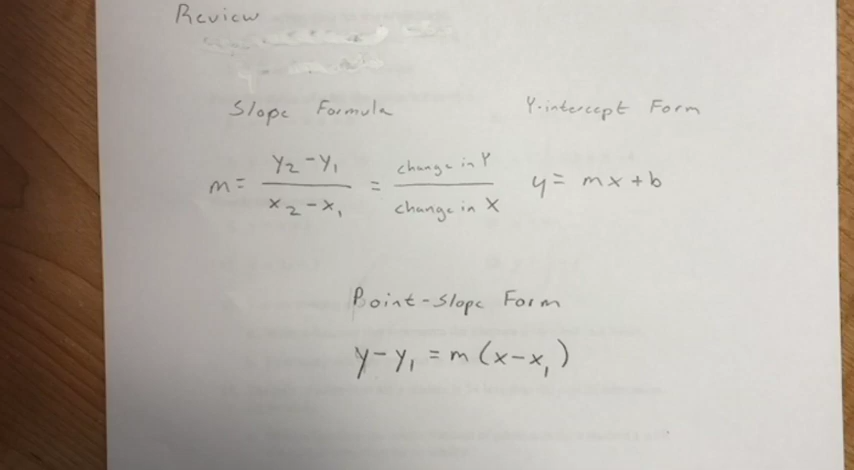 Review
Slope Formula
Y-intercept Form
m = y₂ - y₁ / x₂ - x₁ = change in Y / change in X
y = mx + b
Point-Slope Form
y - y₁ = m (x - x₁)